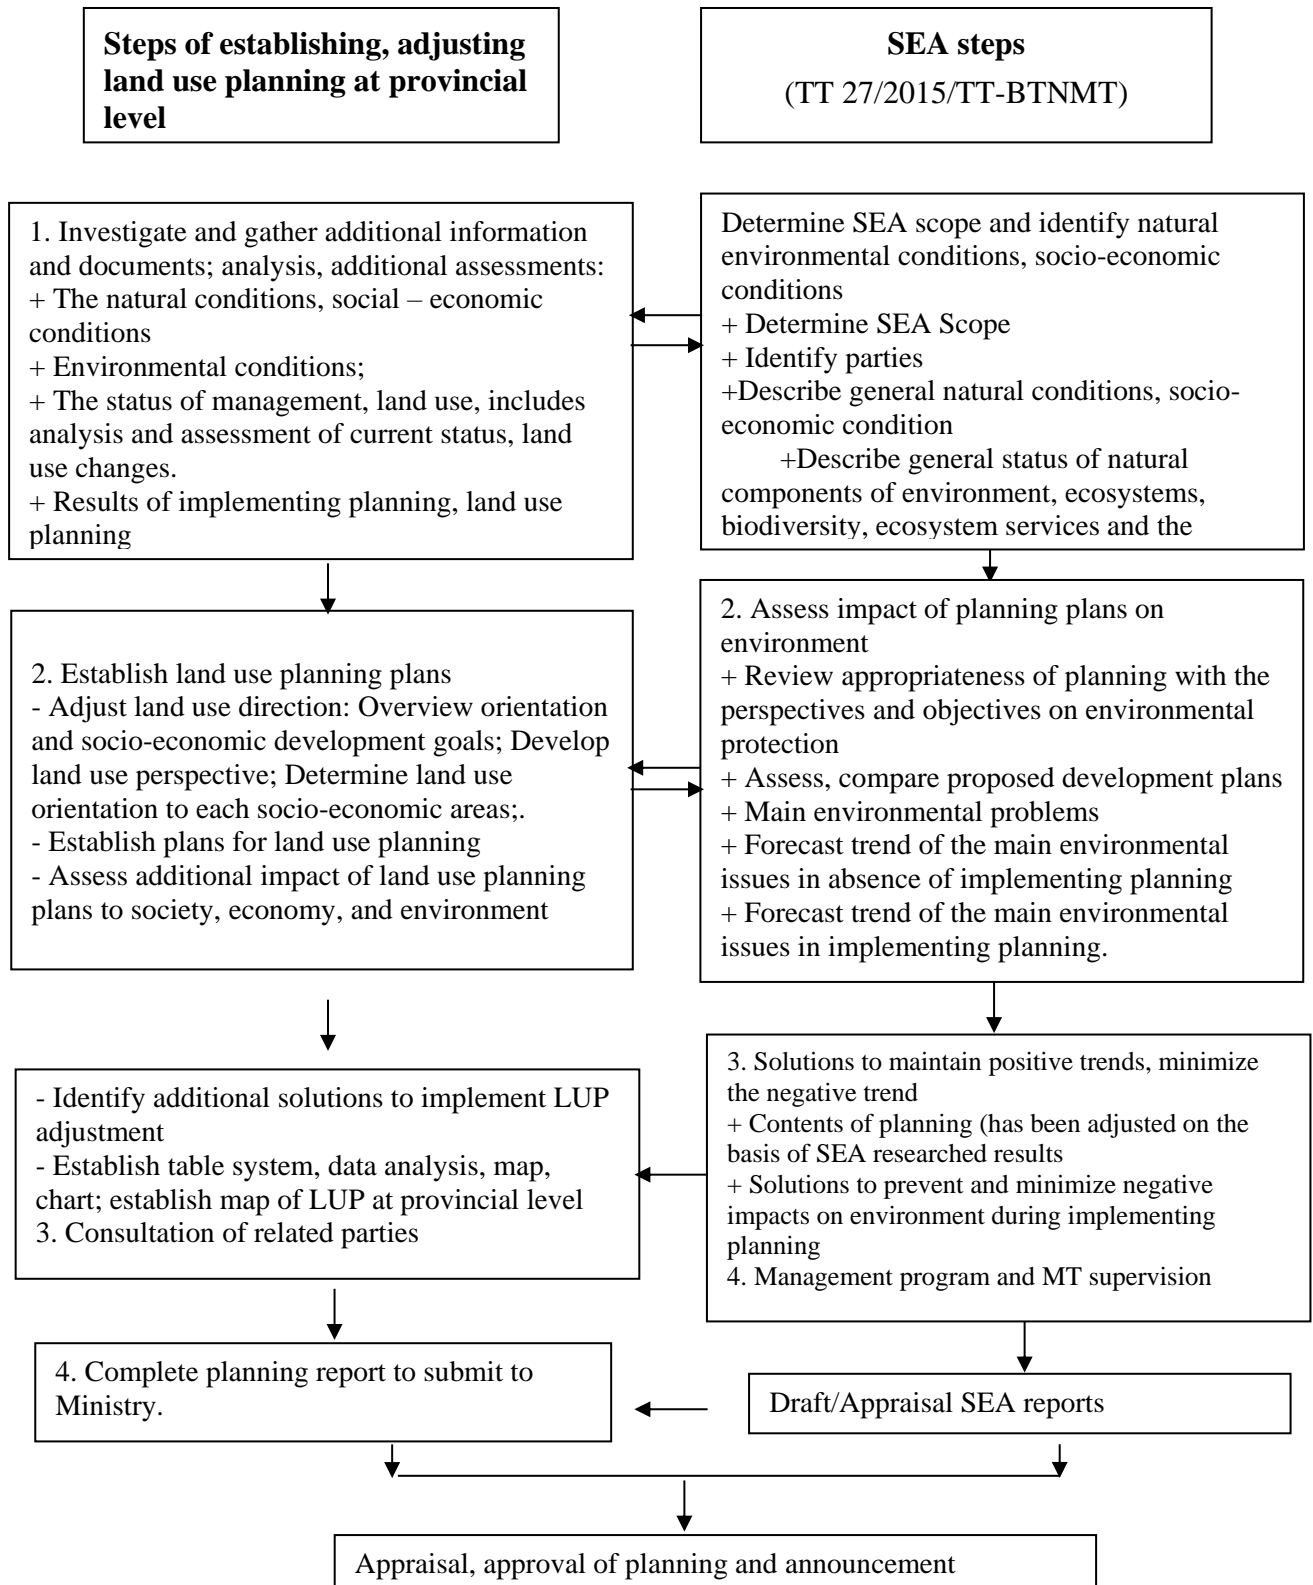 Steps of establishing, adjusting
land use planning at provincial
level
SEA steps
(TT 27/2015/TT-BTNMT)
1. Investigate and gather additional information
and documents; analysis, additional assessments:
+ The natural conditions, social – economic
conditions
+ Environmental conditions;
+ The status of management, land use, includes
analysis and assessment of current status, land
use changes.
+ Results of implementing planning, land use
planning
Determine SEA scope and identify natural
environmental conditions, socio-economic
conditions
+ Determine SEA Scope
+ Identify parties
+Describe general natural conditions, socio-
economic condition
+Describe general status of natural
components of environment, ecosystems,
biodiversity, ecosystem services and the
2. Establish land use planning plans
- Adjust land use direction: Overview orientation
and socio-economic development goals; Develop
land use perspective; Determine land use
orientation to each socio-economic areas;.
- Establish plans for land use planning
- Assess additional impact of land use planning
plans to society, economy, and environment
2. Assess impact of planning plans on
environment
+ Review appropriateness of planning with the
perspectives and objectives on environmental
protection
+ Assess, compare proposed development plans
+ Main environmental problems
+ Forecast trend of the main environmental
issues in absence of implementing planning
+ Forecast trend of the main environmental
issues in implementing planning.
- Identify additional solutions to implement LUP
adjustment
- Establish table system, data analysis, map,
chart; establish map of LUP at provincial level
3. Consultation of related parties
3. Solutions to maintain positive trends, minimize
the negative trend
+ Contents of planning (has been adjusted on the
basis of SEA researched results
+ Solutions to prevent and minimize negative
impacts on environment during implementing
planning
4. Management program and MT supervision
4. Complete planning report to submit to
Ministry.
Draft/Appraisal SEA reports
Appraisal, approval of planning and announcement